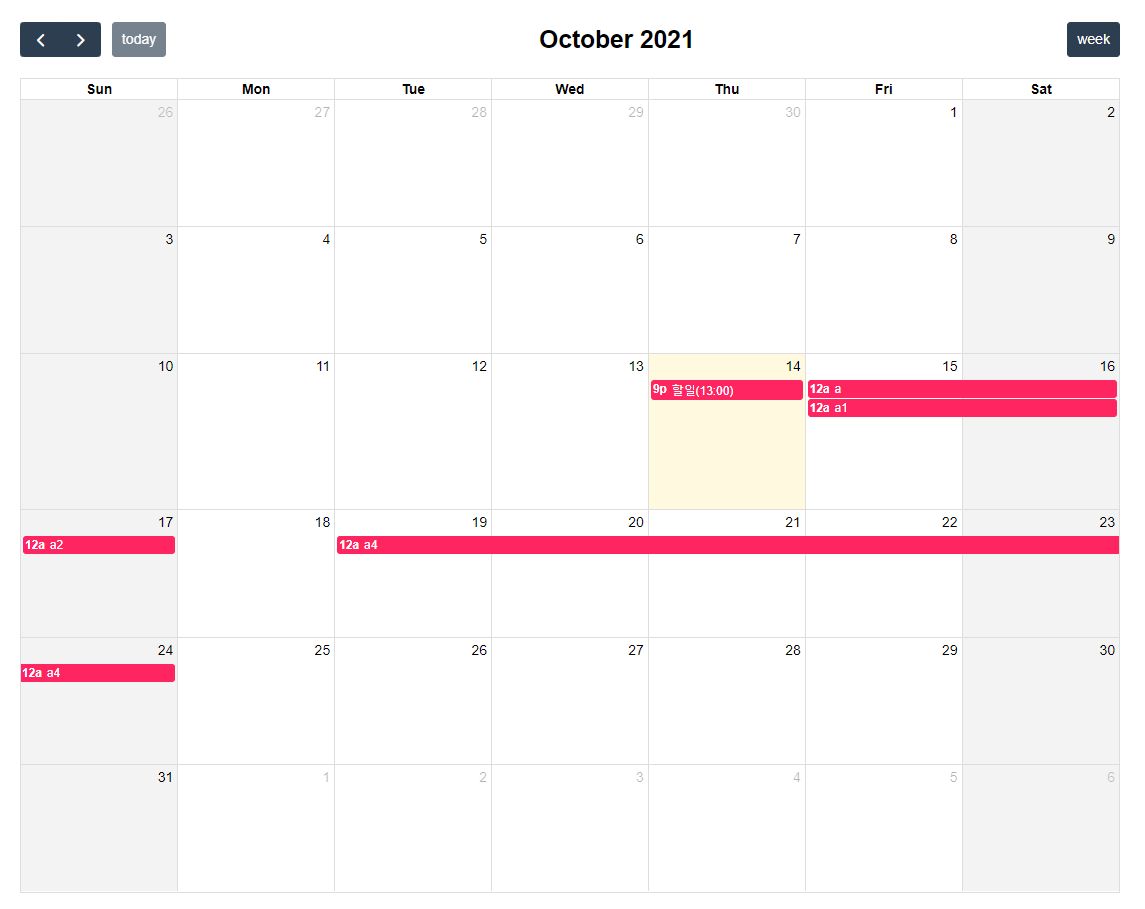 today
October 2021
week
Sun Mon Tue Wed Thu Fri Sat
26 27 28 29 30 1 2
3 4 5 6 7 8 9
10 11 12 13 14 15 16
9p 할일(13:00) 12a a
12a a1
17 18 19 20 21 22 23
12a a2 12a a4
24 25 26 27 28 29 30
12a a4
31 1 2 3 4 5 6